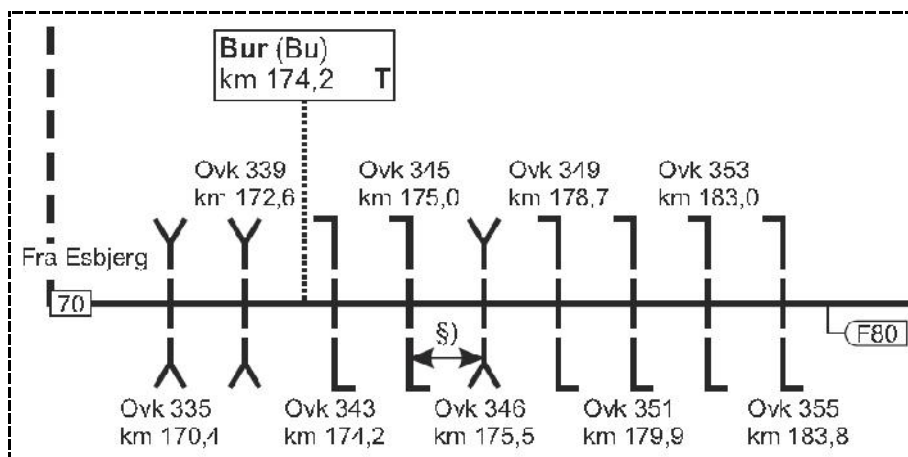 Bur (Bu)
km 174,2 T
Ovk 339
km 172,6
Ovk 345
km 175,0
Ovk 349
km 178,7
Ovk 353
km 183,0
Fra Esbjerg
70
§)
F80
Ovk 335
km 170,4
Ovk 343
km 174,2
Ovk 346
km 175,5
Ovk 351
km 179,9
Ovk 355
km 183,8